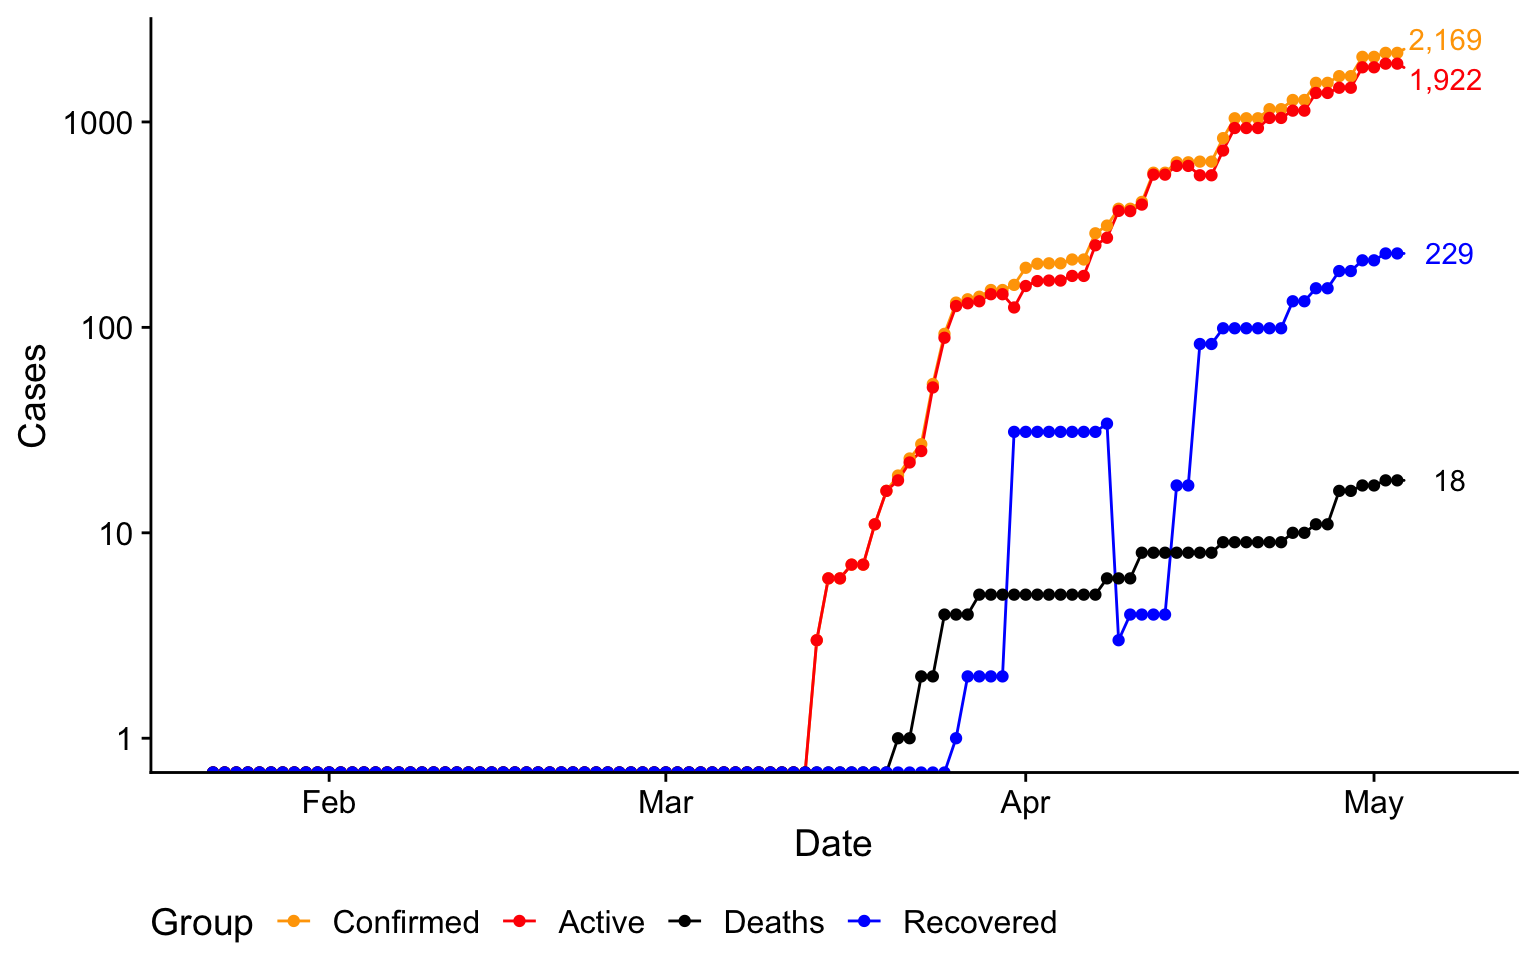 2,169
1,922
1000
100
229
18
10
1
Cases
Feb Mar Apr May
Date
Group Confirmed Active Deaths Recovered